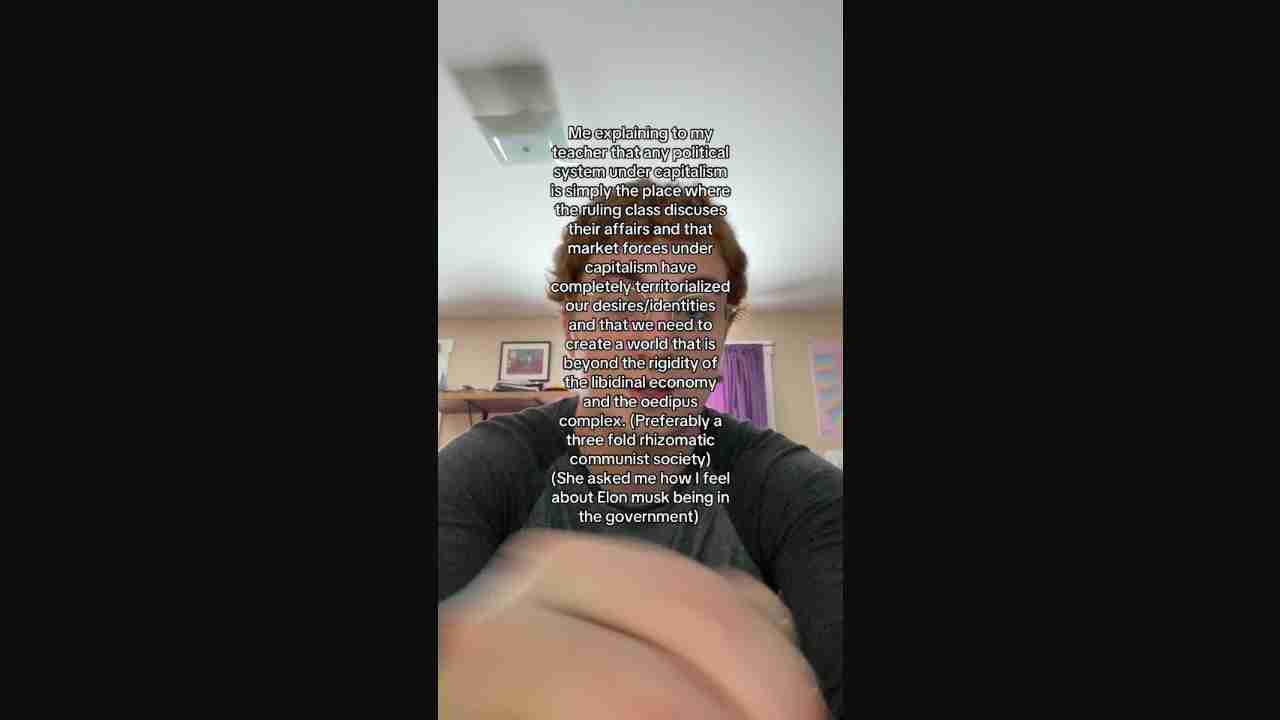 Me explaining to my
teacher that any political
system under capitalism
is simply the place where
the ruling class discuses
their affairs and that
market forces under
capitalism have
completely territorialized
our desires/identities
and that we need to
create a world that is
beyond the rigidity of
the libidinal economy
and the oedipus
complex. (Preferably a
three fold rhizomatic
communist society)
(She asked me how I feel
about Elon musk being in
the government)